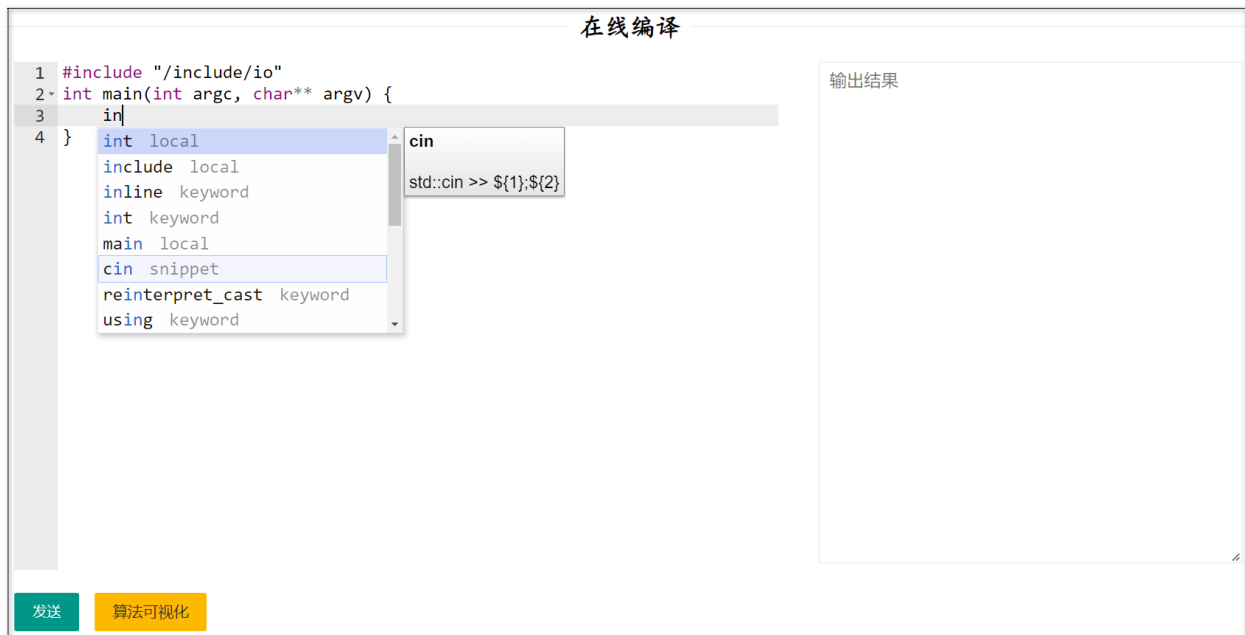 在线编译
1 #include "/include/io"
2 int main(int argc, char** argv) {
3 in
4 }
int local
include local
inline keyword
int keyword
main local
cin snippet
reinterpret_cast keyword
using keyword
cin
std::cin >> ${1};${2}
输出结果
发送
算法可视化